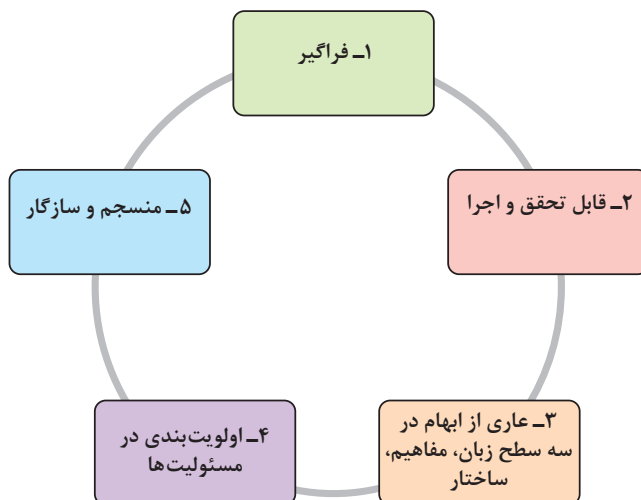 ۱ـ فراگیر
۲ـ قابل تحقق و اجرا
۳ـ عاری از ابهام در
سه سطح زبان، مفاهیم،
ساختار
۴ـ اولویت‌بندی در
مسئولیت‌ها
۵ـ منسجم و سازگار